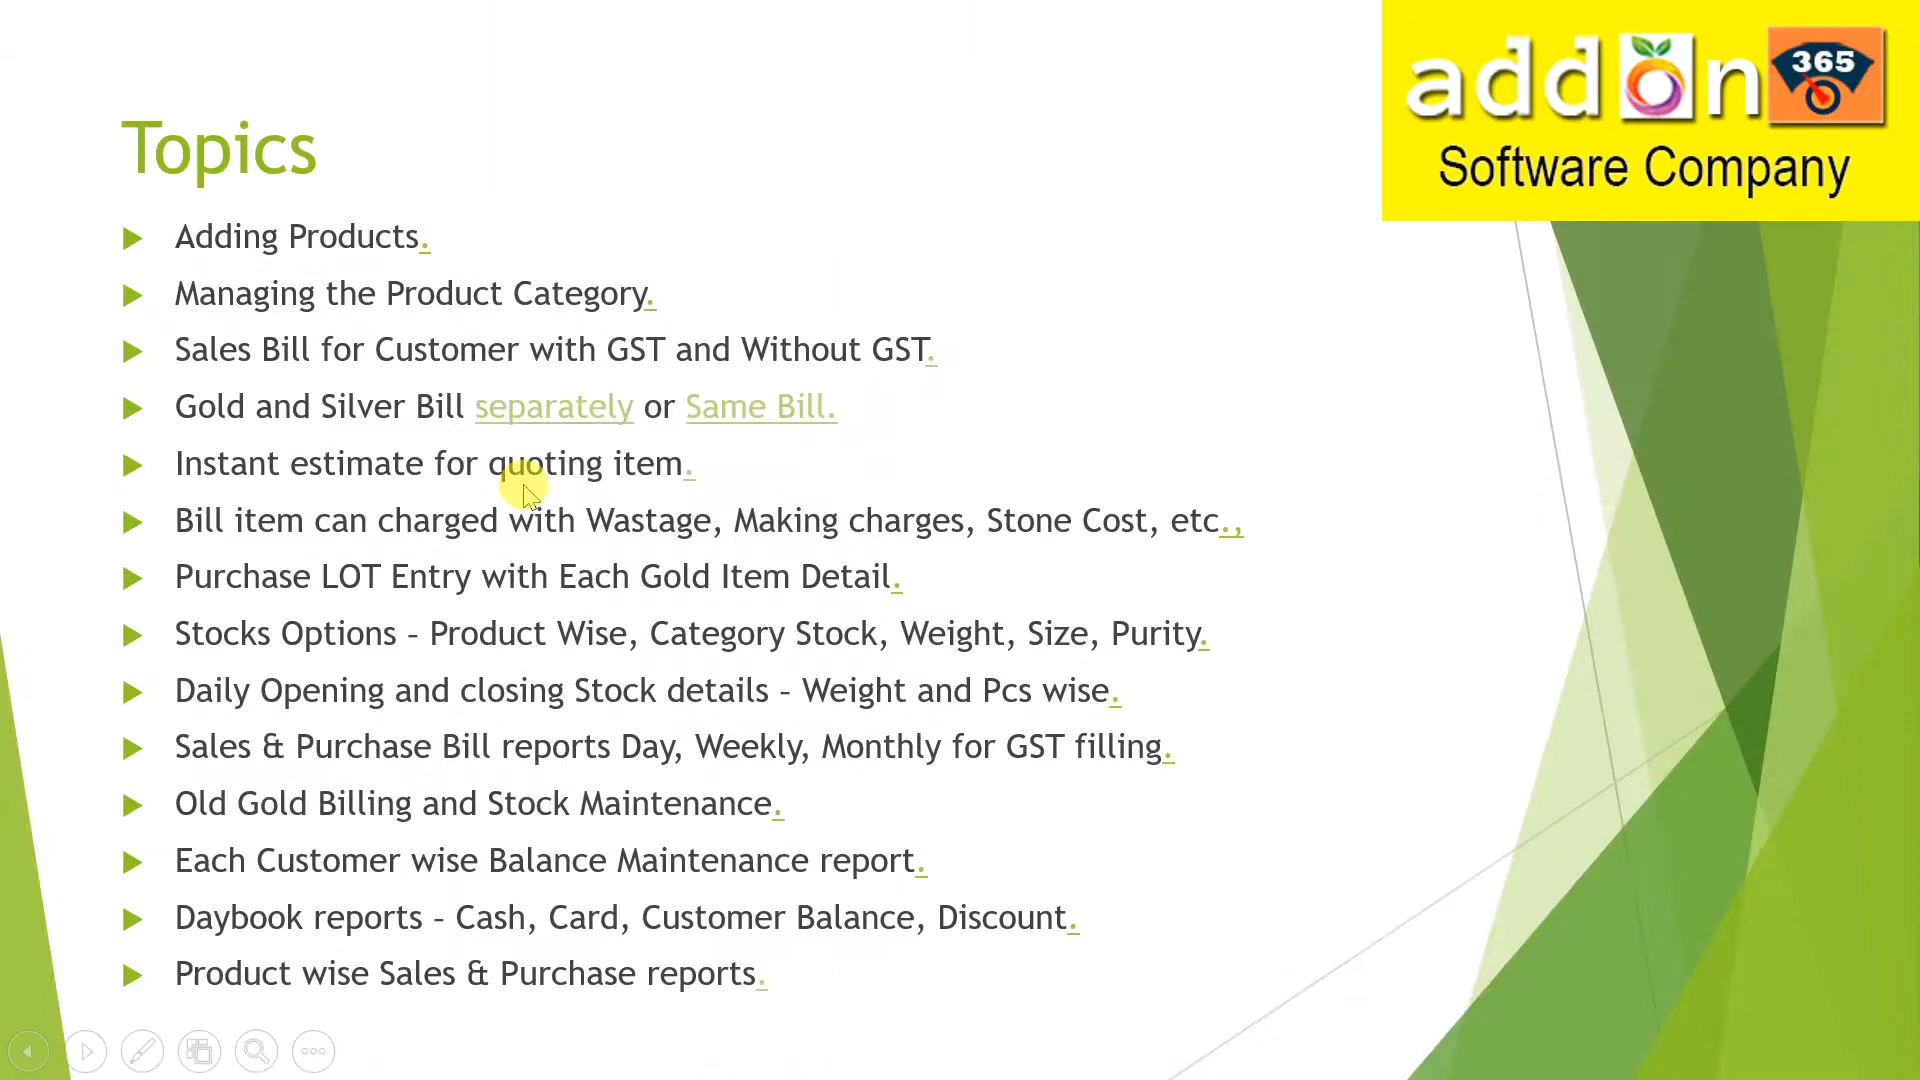 addOn 365
Software Company
Topics
Adding Products.
Managing the Product Category.
Sales Bill for Customer with GST and Without GST.
Gold and Silver Bill separately or Same Bill.
Instant estimate for quoting item.
Bill item can charged with Wastage, Making charges, Stone Cost, etc.,
Purchase LOT Entry with Each Gold Item Detail.
Stocks Options – Product Wise, Category Stock, Weight, Size, Purity.
Daily Opening and closing Stock details – Weight and Pcs wise.
Sales & Purchase Bill reports Day, Weekly, Monthly for GST filling.
Old Gold Billing and Stock Maintenance.
Each Customer wise Balance Maintenance report.
Daybook reports – Cash, Card, Customer Balance, Discount.
Product wise Sales & Purchase reports.